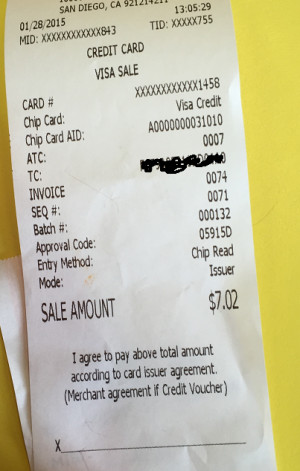 SAN DIEGO, CA 921214211
01/28/2015 13:05:29
MID: XXXXXXXXXXXX843 TID: XXXXX755
CREDIT CARD
VISA SALE
CARD # XXXXXXXXXXXX1458
Chip Card: Visa Credit
Chip Card AID: A0000000031010
ATC: 0007
TC:
INVOICE 0074
SEQ #: 0071
Batch #: 000132
Approval Code: 05915D
Entry Method: Chip Read
Mode: Issuer
SALE AMOUNT $7.02
I agree to pay above total amount
according to card issuer agreement.
(Merchant agreement if Credit Voucher)
X